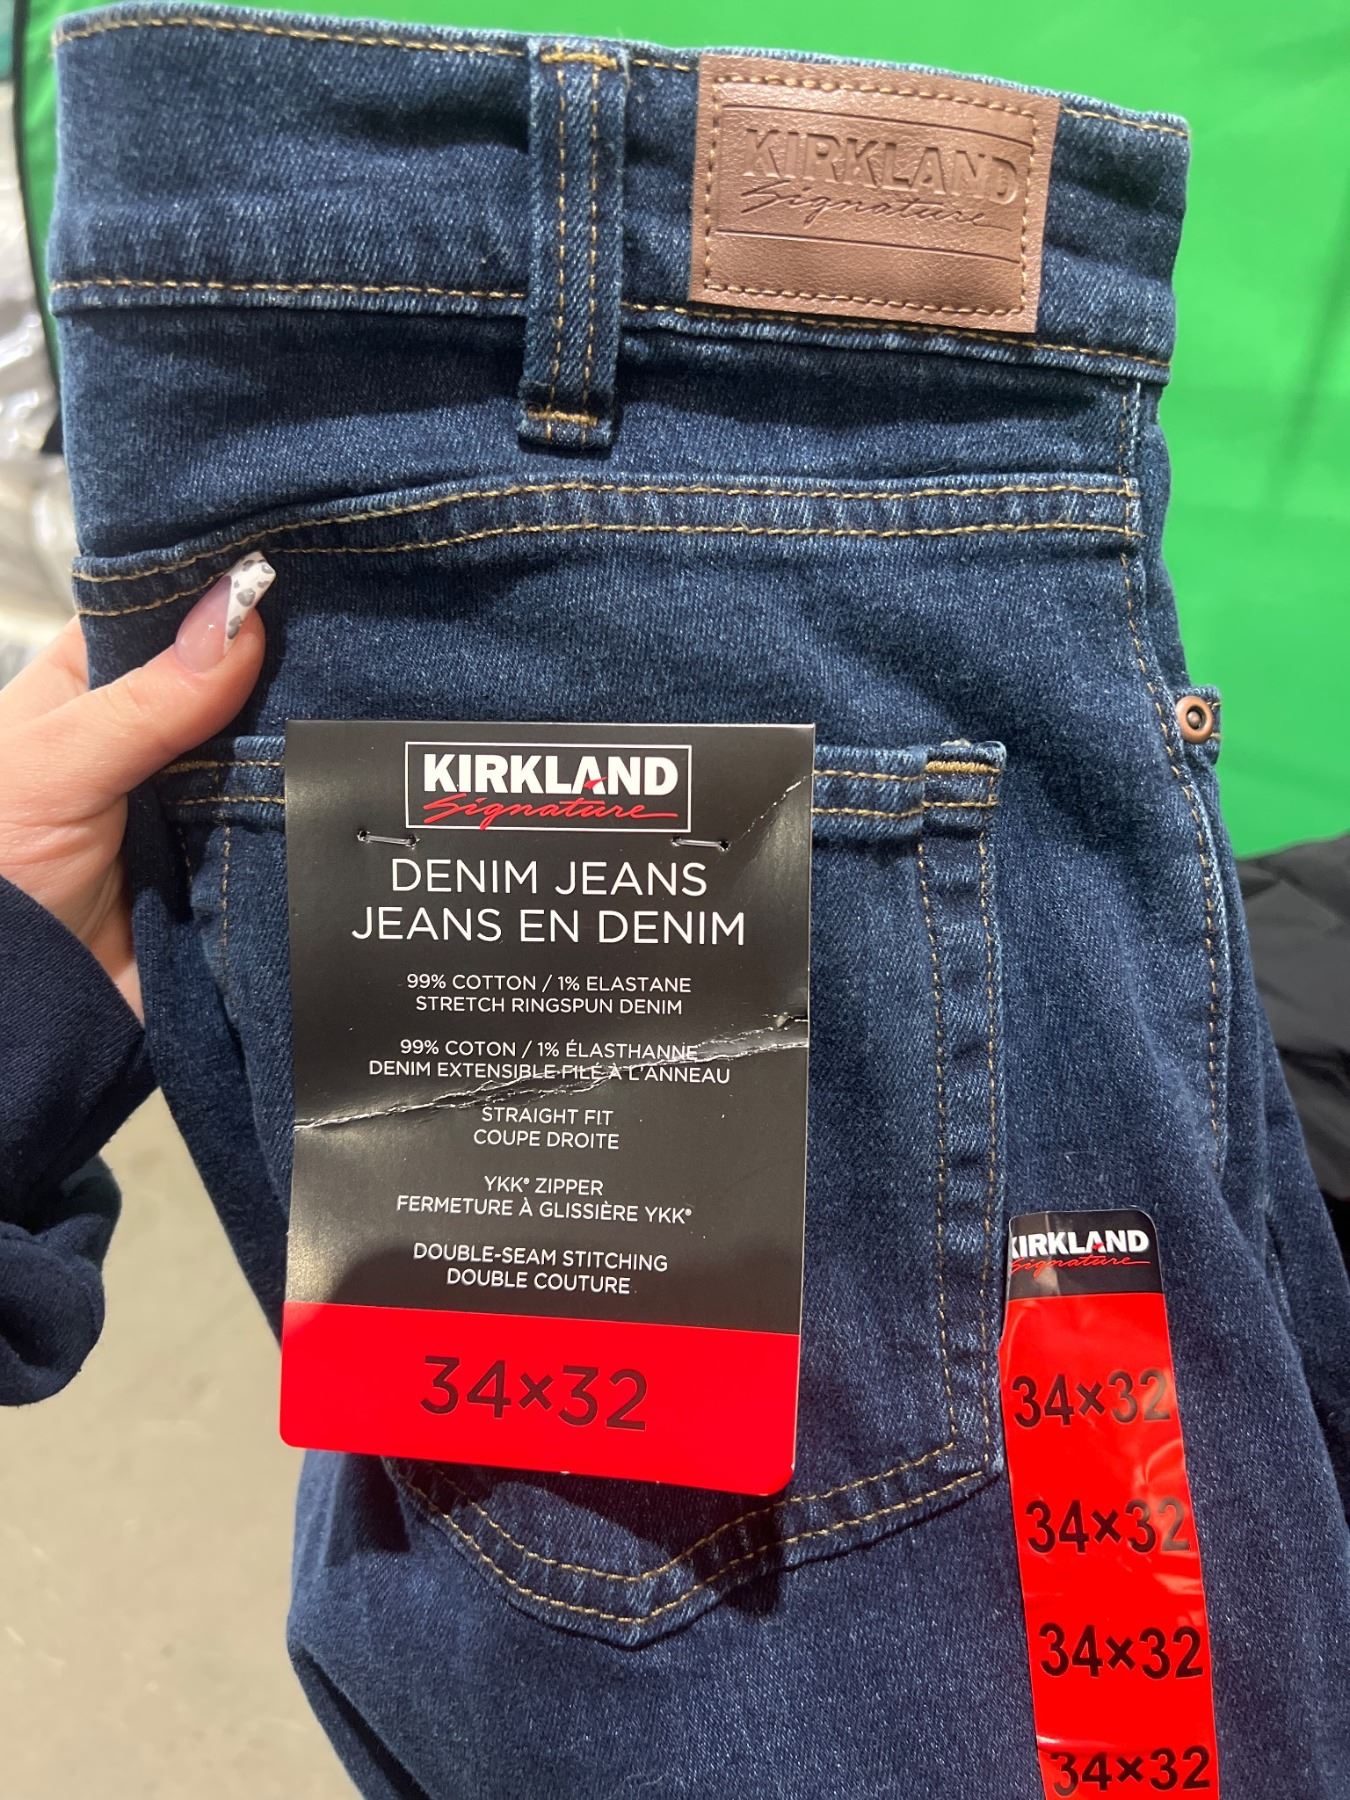 KIRKLAND
Signature
KIRKLAND
Signature
DENIM JEANS
JEANS EN DENIM
99% COTTON / 1% ELASTANE
STRETCH RINGSPUN DENIM
99% COTON / 1% ÉLASTHANNE
DENIM EXTENSIBLE FILÉ À L'ANNEAU
STRAIGHT FIT
COUPE DROITE
YKK® ZIPPER
FERMETURE À GLISSIÈRE YKK®
DOUBLE-SEAM STITCHING
DOUBLE COUTURE
34×32
KIRKLAND
Signature
34×32
34×32
34×32
34×32